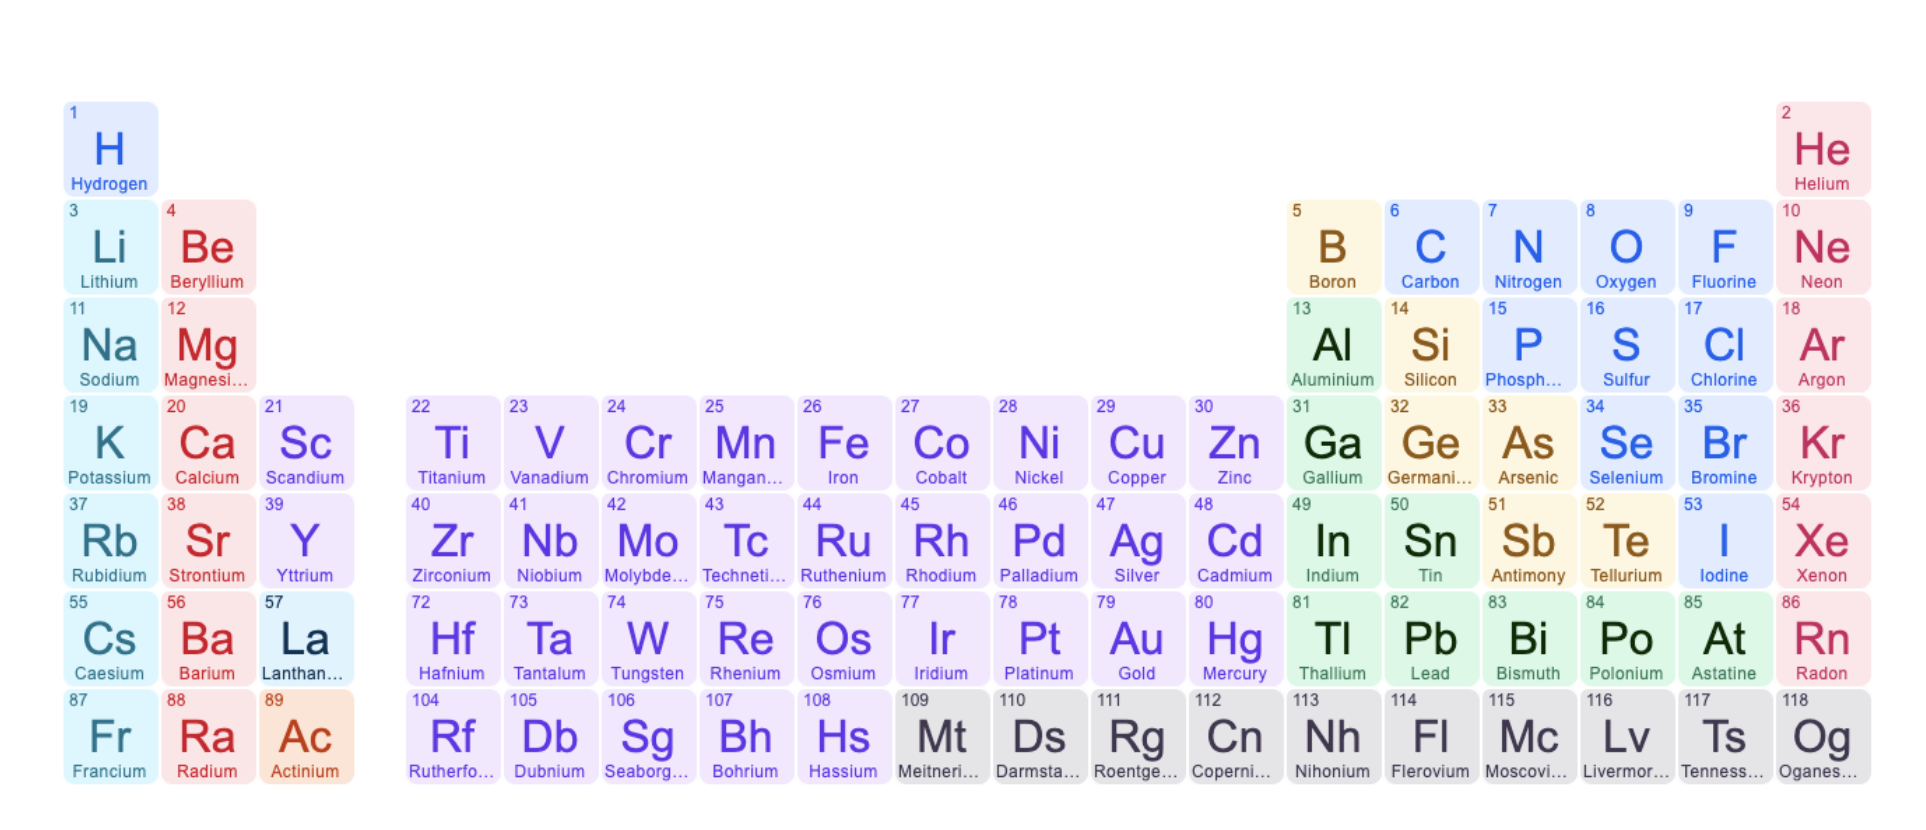 1 2
H He
Hydrogen Helium
3 4 5 6 7 8 9 10
Li Be B C N O F Ne
Lithium Beryllium Boron Carbon Nitrogen Oxygen Fluorine Neon
11 12 13 14 15 16 17 18
Na Mg Al Si P S Cl Ar
Sodium Magnesi... Aluminium Silicon Phosph... Sulfur Chlorine Argon
19 20 21 22 23 24 25 26 27 28 29 30 31 32 33 34 35 36
K Ca Sc Ti V Cr Mn Fe Co Ni Cu Zn Ga Ge As Se Br Kr
Potassium Calcium Scandium Titanium Vanadium Chromium Mangan... Iron Cobalt Nickel Copper Zinc Gallium Germani... Arsenic Selenium Bromine Krypton
37 38 39 40 41 42 43 44 45 46 47 48 49 50 51 52 53 54
Rb Sr Y Zr Nb Mo Tc Ru Rh Pd Ag Cd In Sn Sb Te I Xe
Rubidium Strontium Yttrium Zirconium Niobium Molybde... Techneti... Ruthenium Rhodium Palladium Silver Cadmium Indium Tin Antimony Tellurium Iodine Xenon
55 56 57 72 73 74 75 76 77 78 79 80 81 82 83 84 85 86
Cs Ba La Hf Ta W Re Os Ir Pt Au Hg Tl Pb Bi Po At Rn
Caesium Barium Lanthan... Hafnium Tantalum Tungsten Rhenium Osmium Iridium Platinum Gold Mercury Thallium Lead Bismuth Polonium Astatine Radon
87 88 89 104 105 106 107 108 109 110 111 112 113 114 115 116 117 118
Fr Ra Ac Rf Db Sg Bh Hs Mt Ds Rg Cn Nh Fl Mc Lv Ts Og
Francium Radium Actinium Rutherfo... Dubnium Seaborg... Bohrium Hassium Meitneri... Darmsta... Roentge... Coperni... Nihonium Flerovium Moscovi... Livermor... Tenness... Oganes...